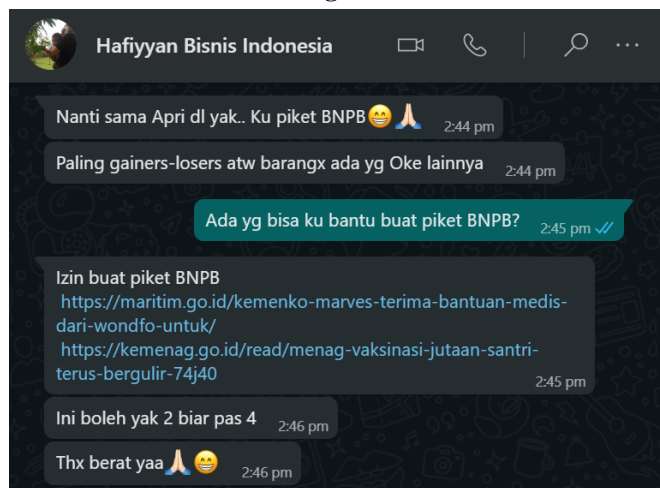 Hafiyyan Bisnis Indonesia
Nanti sama Apri dl yak.. Ku piket BNPB😁🙏🏻
2:44 pm
Paling gainers-losers atw barangx ada yg Oke lainnya
2:44 pm
Ada yg bisa ku bantu buat piket BNPB?
2:45 pm
Izin buat piket BNPB
https://maritim.go.id/kemenko-marves-terima-bantuan-medis-
dari-wondfo-untuk/
https://kemenag.go.id/read/menag-vaksinasi-jutaan-santri-
terus-bergulir-74j40
2:45 pm
Ini boleh yak 2 biar pas 4
2:46 pm
Thx berat yaa🙏🏻😁
2:46 pm